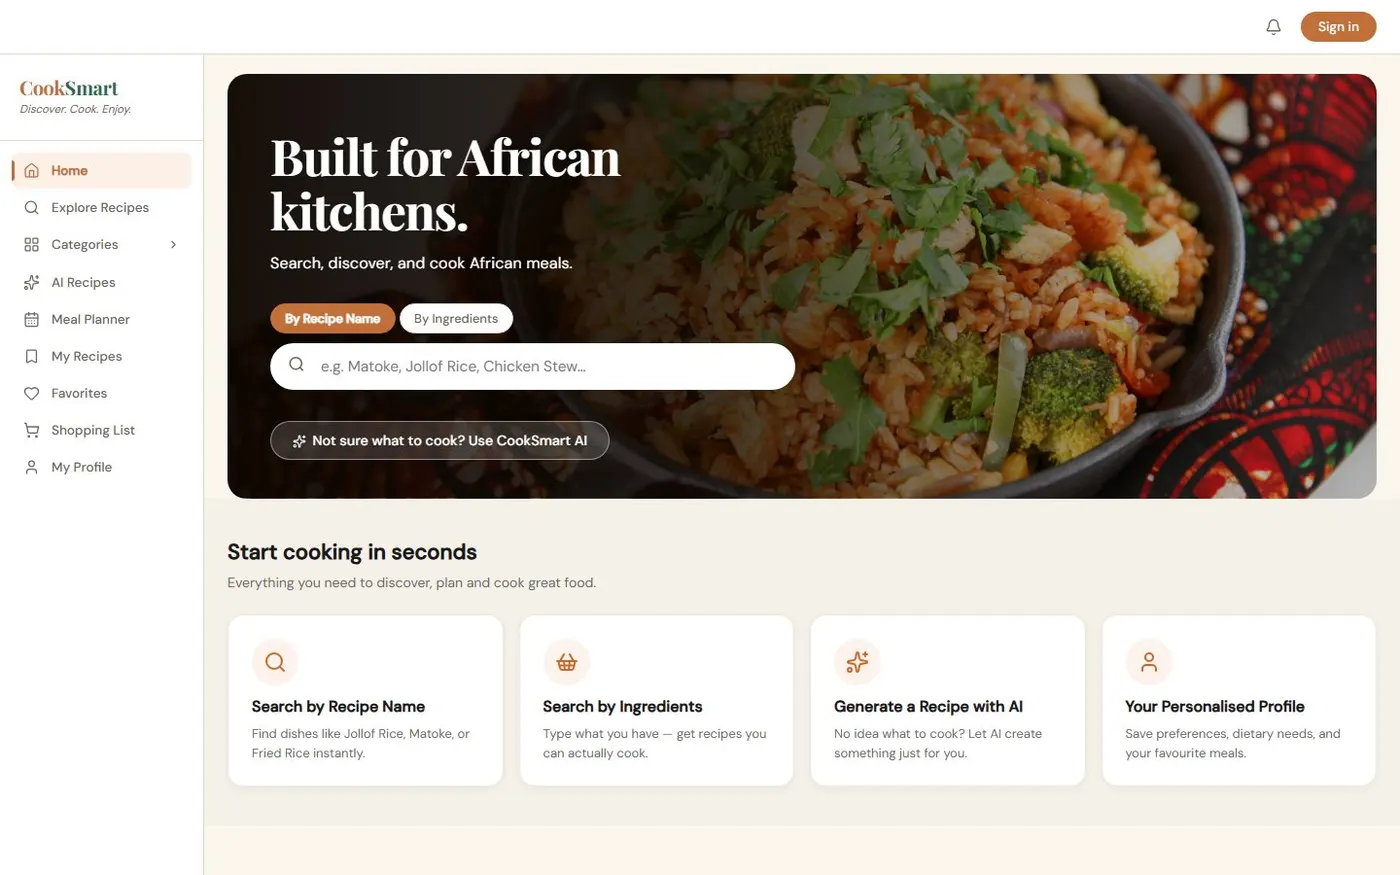 Sign in
CookSmart
Discover. Cook. Enjoy.
Home
Explore Recipes
Categories
AI Recipes
Meal Planner
My Recipes
Favorites
Shopping List
My Profile
Built for African
kitchens.
Search, discover, and cook African meals.
By Recipe Name
By Ingredients
e.g. Matoke, Jollof Rice, Chicken Stew...
Not sure what to cook? Use CookSmart AI
Start cooking in seconds
Everything you need to discover, plan and cook great food.
Search by Recipe Name
Find dishes like Jollof Rice, Matoke, or
Fried Rice instantly.
Search by Ingredients
Type what you have — get recipes you
can actually cook.
Generate a Recipe with AI
No idea what to cook? Let AI create
something just for you.
Your Personalised Profile
Save preferences, dietary needs, and
your favourite meals.